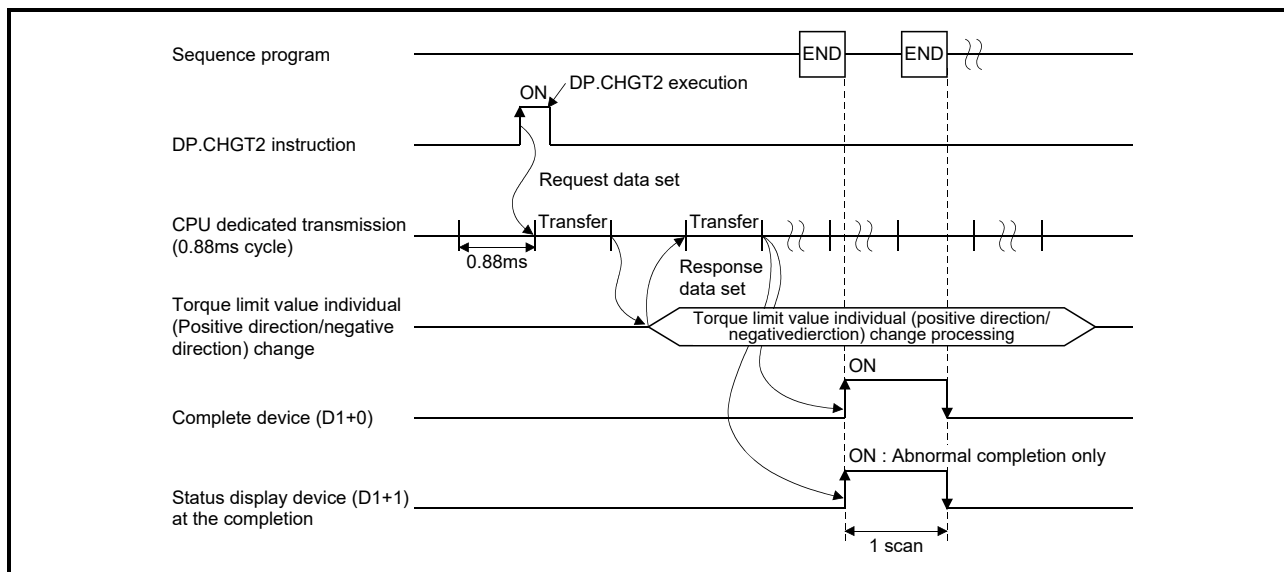 Sequence program
END
END
ON
DP.CHGT2 execution
DP.CHGT2 instruction
Request data set
CPU dedicated transmission
(0.88ms cycle)
Transfer
Transfer
0.88ms
Response
data set
Torque limit value individual
(Positive direction/negative
direction) change
Torque limit value individual (positive direction/
negativedierction) change processing
ON
Complete device (D1+0)
ON : Abnormal completion only
Status display device (D1+1)
at the completion
1 scan